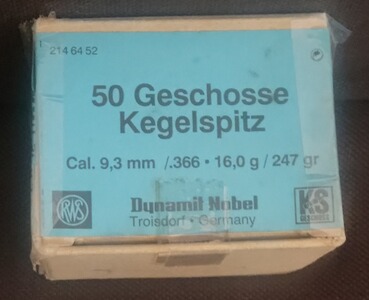 214 64 52
50 Geschosse
Kegelspitz
Cal. 9,3 mm /.366 • 16,0 g / 247 gr
RWS
Dynamit Nobel
Troisdorf • Germany
KS